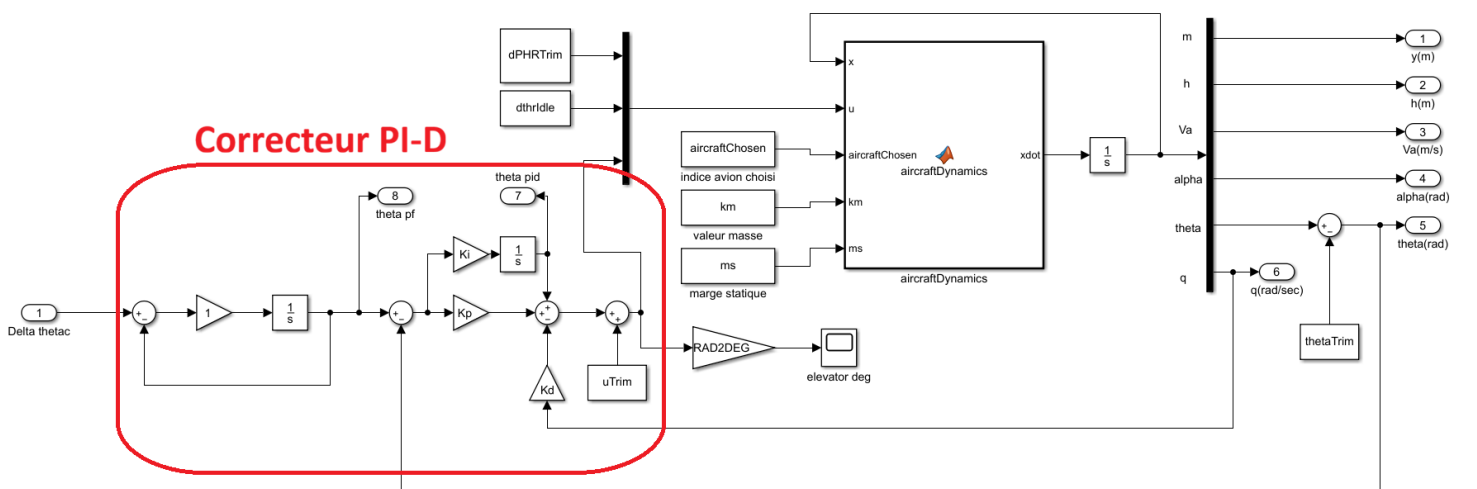 Correcteur PI-D
1
Delta thetac
+
-
1
1
s
8
theta pf
+
-
Ki
1
s
theta pid
7
Kp
+
+
-
Kd
+
+
uTrim
dPHRTrim
dthrIdle
RAD2DEG
elevator deg
aircraftChosen
indice avion choisi
km
valeur masse
ms
marge statique
x
u
aircraftChosen
km
ms
aircraftDynamics
xdot
aircraftDynamics
1
s
m
h
Va
alpha
theta
q
+
-
thetaTrim
1
y(m)
2
h(m)
3
Va(m/s)
4
alpha(rad)
5
theta(rad)
6
q(rad/sec)